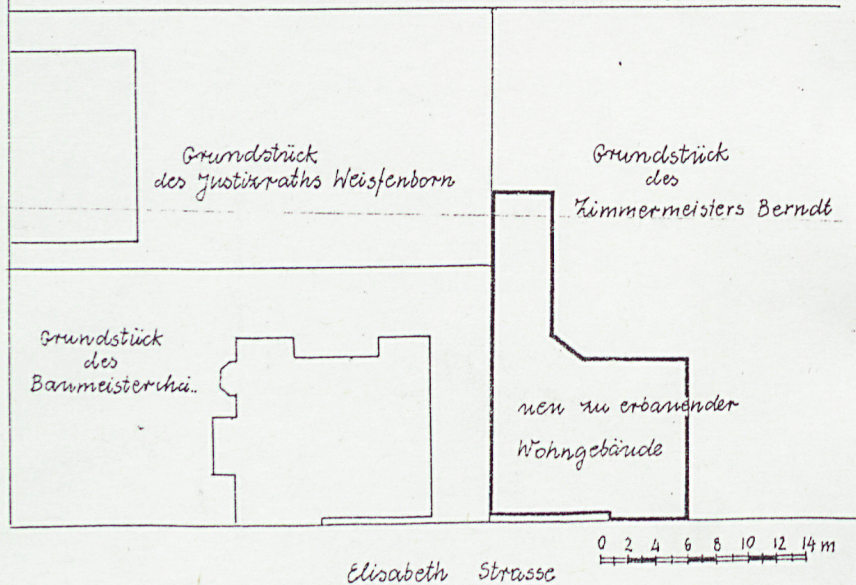 Grundstück
des Justizraths Weisſenborn
Grundstück
des
Zimmermeisters Berndt
Grundstück
des
neu zu erbauender
Wohngebäude
0 2 4 6 8 10 12 14 m
Elisabeth Strasse